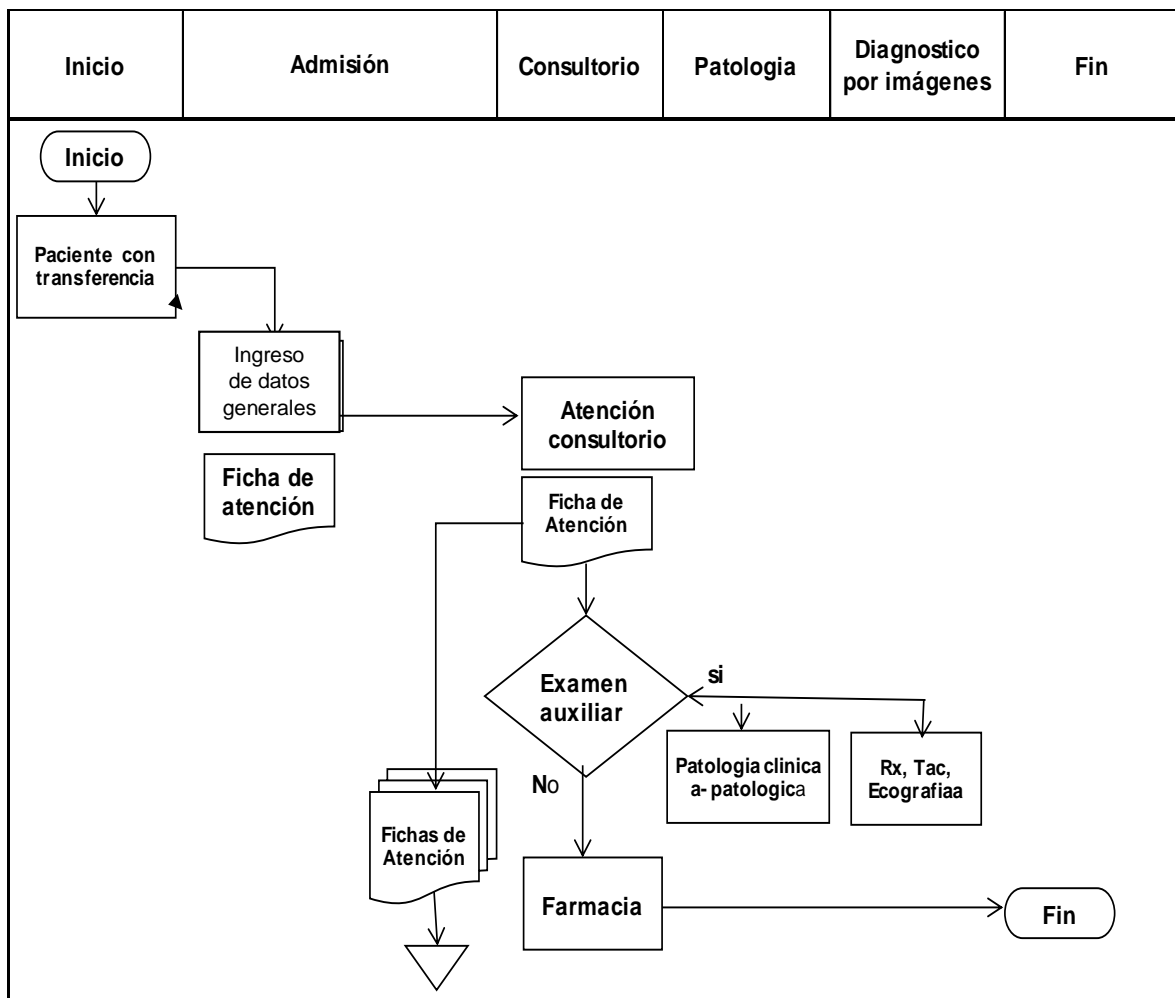 Inicio
Admisión
Consultorio
Patologia
Diagnostico
por imágenes
Fin
Inicio
Paciente con
transferencia
Ingreso
de datos
generales
Atención
consultorio
Ficha de
atención
Ficha de
Atención
si
Examen
auxiliar
Patologia clinica
a- patologica
Rx, Tac,
Ecografiaa
No
Fichas de
Atención
Farmacia
Fin